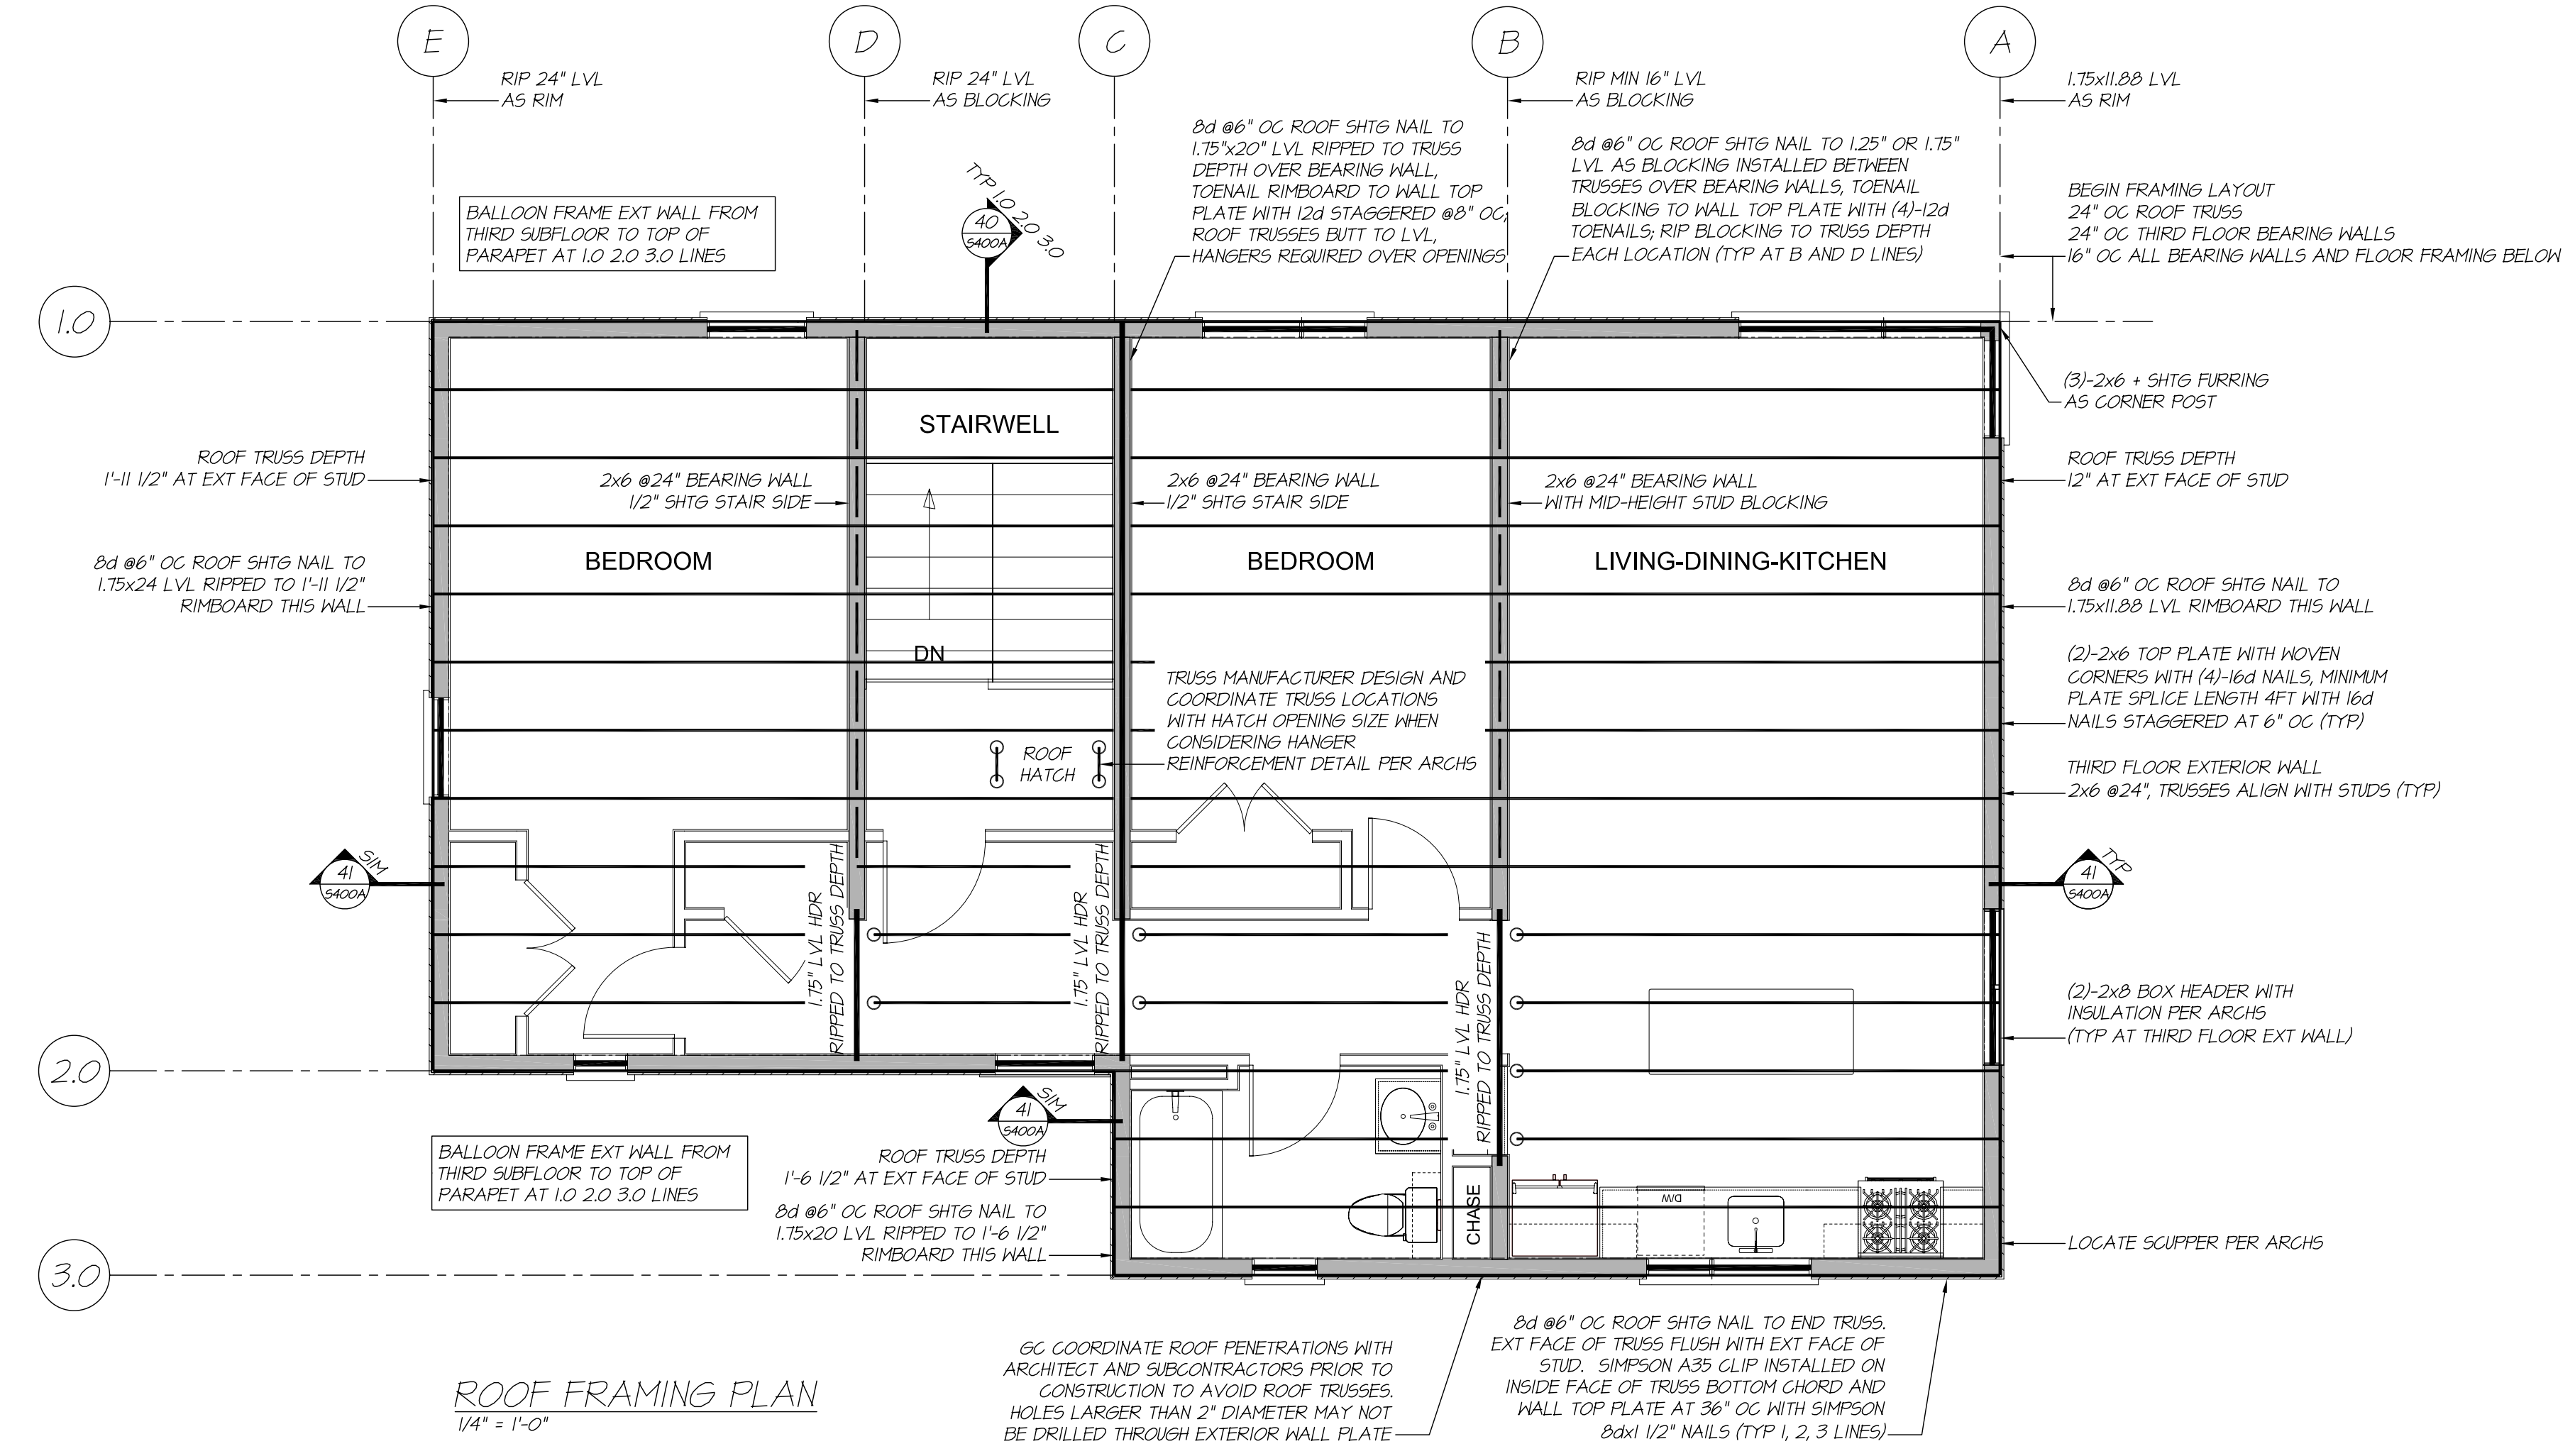 E
D
C
B
A
RIP 24" LVL
AS RIM
RIP 24" LVL
AS BLOCKING
RIP MIN 16" LVL
AS BLOCKING
1.75x11.88 LVL
AS RIM
8d @6" OC ROOF SHTG NAIL TO
1.75"x20" LVL RIPPED TO TRUSS
DEPTH OVER BEARING WALL,
TOENAIL RIMBOARD TO WALL TOP
PLATE WITH 12d STAGGERED @8" OC,
ROOF TRUSSES BUTT TO LVL,
HANGERS REQUIRED OVER OPENINGS
8d @6" OC ROOF SHTG NAIL TO 1.25" OR 1.75"
LVL AS BLOCKING INSTALLED BETWEEN
TRUSSES OVER BEARING WALLS, TOENAIL
BLOCKING TO WALL TOP PLATE WITH (4)-12d
TOENAILS; RIP BLOCKING TO TRUSS DEPTH
EACH LOCATION (TYP AT B AND D LINES)
BEGIN FRAMING LAYOUT
24" OC ROOF TRUSS
24" OC THIRD FLOOR BEARING WALLS
16" OC ALL BEARING WALLS AND FLOOR FRAMING BELOW
BALLOON FRAME EXT WALL FROM
THIRD SUBFLOOR TO TOP OF
PARAPET AT 1.0 2.0 3.0 LINES
TYP 1.0 2.0 3.0
40
S400A
1.0
(3)-2x6 + SHTG FURRING
AS CORNER POST
STAIRWELL
ROOF TRUSS DEPTH
1'-11 1/2" AT EXT FACE OF STUD
2x6 @24" BEARING WALL
1/2" SHTG STAIR SIDE
2x6 @24" BEARING WALL
1/2" SHTG STAIR SIDE
2x6 @24" BEARING WALL
WITH MID-HEIGHT STUD BLOCKING
ROOF TRUSS DEPTH
12" AT EXT FACE OF STUD
8d @6" OC ROOF SHTG NAIL TO
1.75x24 LVL RIPPED TO 1'-11 1/2"
RIMBOARD THIS WALL
BEDROOM
BEDROOM
LIVING-DINING-KITCHEN
8d @6" OC ROOF SHTG NAIL TO
1.75x11.88 LVL RIMBOARD THIS WALL
DN
TRUSS MANUFACTURER DESIGN AND
COORDINATE TRUSS LOCATIONS
WITH HATCH OPENING SIZE WHEN
CONSIDERING HANGER
REINFORCEMENT DETAIL PER ARCHS
(2)-2x6 TOP PLATE WITH WOVEN
CORNERS WITH (4)-16d NAILS, MINIMUM
PLATE SPLICE LENGTH 4FT WITH 16d
NAILS STAGGERED AT 6" OC (TYP)
ROOF
HATCH
THIRD FLOOR EXTERIOR WALL
2x6 @24", TRUSSES ALIGN WITH STUDS (TYP)
SIM
41
S400A
1.75" LVL HDR
RIPPED TO TRUSS DEPTH
1.75" LVL HDR
RIPPED TO TRUSS DEPTH
1.75" LVL HDR
RIPPED TO TRUSS DEPTH
TYP
41
S400A
(2)-2x8 BOX HEADER WITH
INSULATION PER ARCHS
(TYP AT THIRD FLOOR EXT WALL)
2.0
SIM
41
S400A
BALLOON FRAME EXT WALL FROM
THIRD SUBFLOOR TO TOP OF
PARAPET AT 1.0 2.0 3.0 LINES
ROOF TRUSS DEPTH
1'-6 1/2" AT EXT FACE OF STUD
8d @6" OC ROOF SHTG NAIL TO
1.75x20 LVL RIPPED TO 1'-6 1/2"
RIMBOARD THIS WALL
CHASE
D/W
LOCATE SCUPPER PER ARCHS
3.0
GC COORDINATE ROOF PENETRATIONS WITH
ARCHITECT AND SUBCONTRACTORS PRIOR TO
CONSTRUCTION TO AVOID ROOF TRUSSES.
HOLES LARGER THAN 2" DIAMETER MAY NOT
BE DRILLED THROUGH EXTERIOR WALL PLATE
8d @6" OC ROOF SHTG NAIL TO END TRUSS.
EXT FACE OF TRUSS FLUSH WITH EXT FACE OF
STUD. SIMPSON A35 CLIP INSTALLED ON
INSIDE FACE OF TRUSS BOTTOM CHORD AND
WALL TOP PLATE AT 36" OC WITH SIMPSON
8dx1 1/2" NAILS (TYP 1, 2, 3 LINES)
ROOF FRAMING PLAN
1/4" = 1'-0"